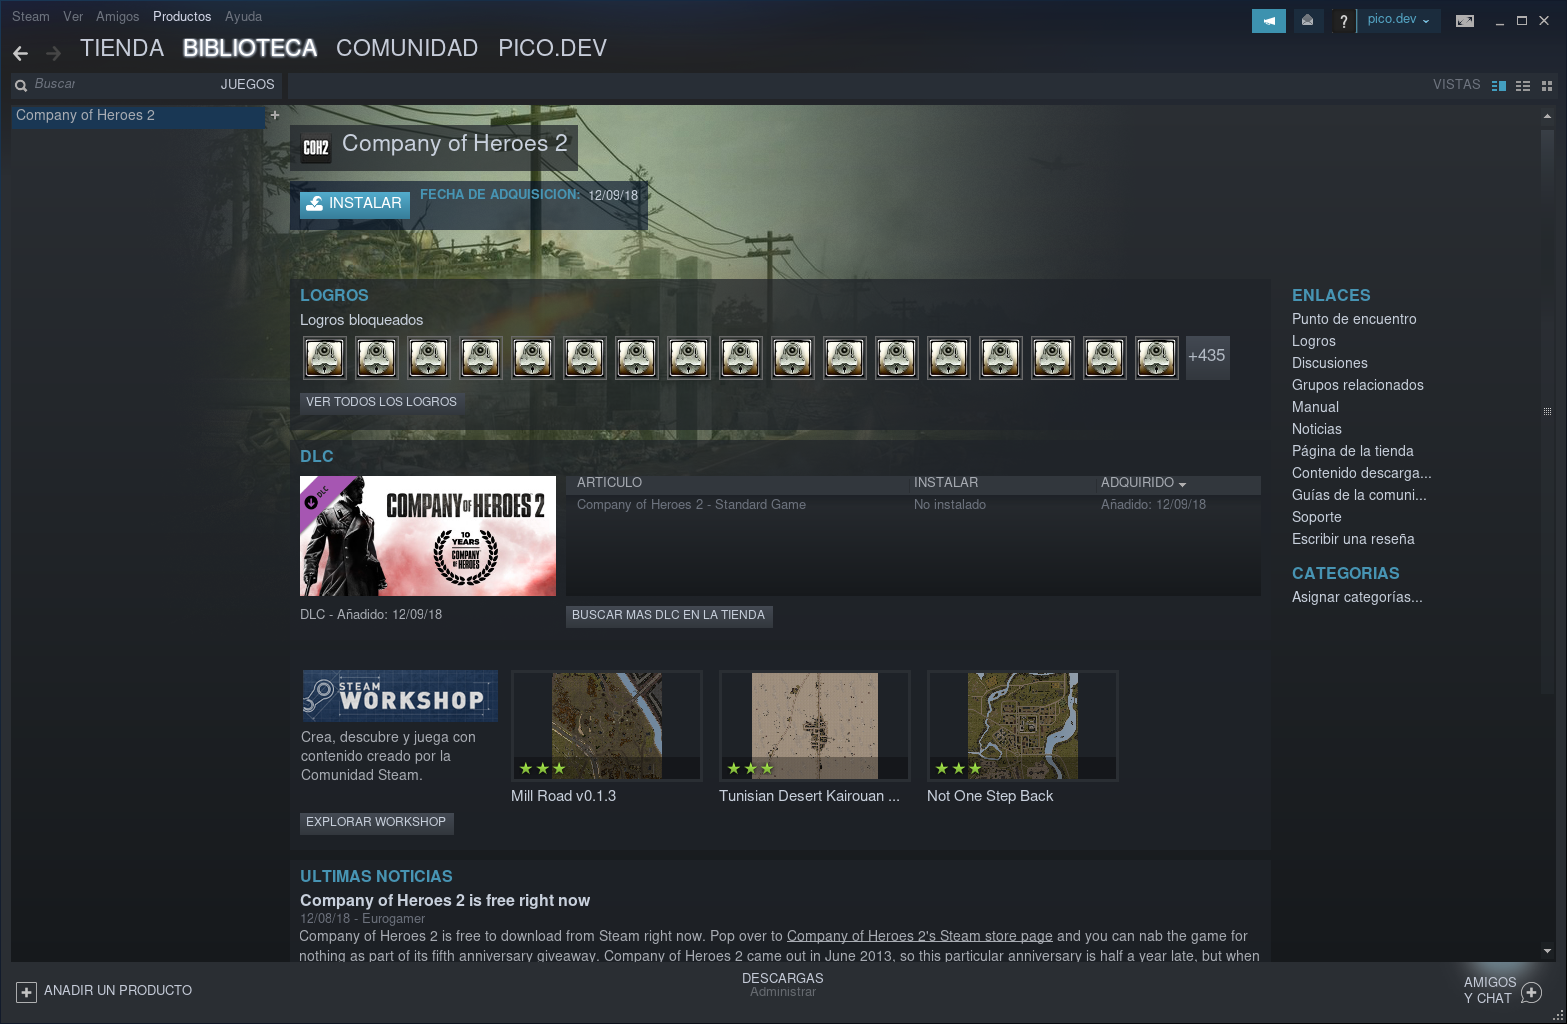 Steam Ver Amigos Productos Ayuda
pico.dev
TIENDA BIBLIOTECA COMUNIDAD PICO.DEV
Buscar JUEGOS VISTAS
Company of Heroes 2 +
COH2 Company of Heroes 2
INSTALAR FECHA DE ADQUISICION: 12/09/18
LOGROS
Logros bloqueados
+435
VER TODOS LOS LOGROS
DLC
DLC
COMPANY OF HEROES 2
10 YEARS
COMPANY OF HEROES
DLC - Añadido: 12/09/18
ARTICULO INSTALAR ADQUIRIDO
Company of Heroes 2 - Standard Game No instalado Añadido: 12/09/18
BUSCAR MAS DLC EN LA TIENDA
STEAM
WORKSHOP
Crea, descubre y juega con
contenido creado por la
Comunidad Steam.
EXPLORAR WORKSHOP
Mill Road v0.1.3 Tunisian Desert Kairouan ... Not One Step Back
ULTIMAS NOTICIAS
Company of Heroes 2 is free right now
12/08/18 - Eurogamer
Company of Heroes 2 is free to download from Steam right now. Pop over to Company of Heroes 2's Steam store page and you can nab the game for
nothing as part of its fifth anniversary giveaway. Company of Heroes 2 came out in June 2013, so this particular anniversary is half a year late, but when
ENLACES
Punto de encuentro
Logros
Discusiones
Grupos relacionados
Manual
Noticias
Página de la tienda
Contenido descarga...
Guías de la comuni...
Soporte
Escribir una reseña
CATEGORIAS
Asignar categorías...
ANADIR UN PRODUCTO
DESCARGAS
Administrar
AMIGOS
Y CHAT